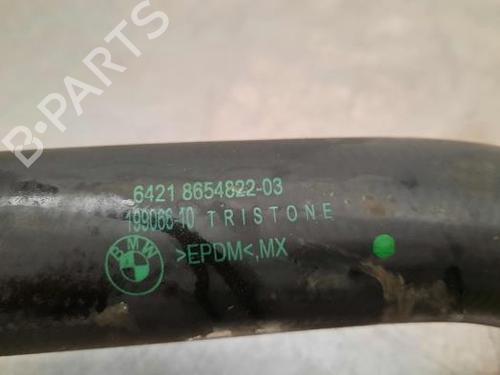 B-PARTS
6421 8654822-03
199066-10 TRISTONE
BMW
>EPDM<,MX